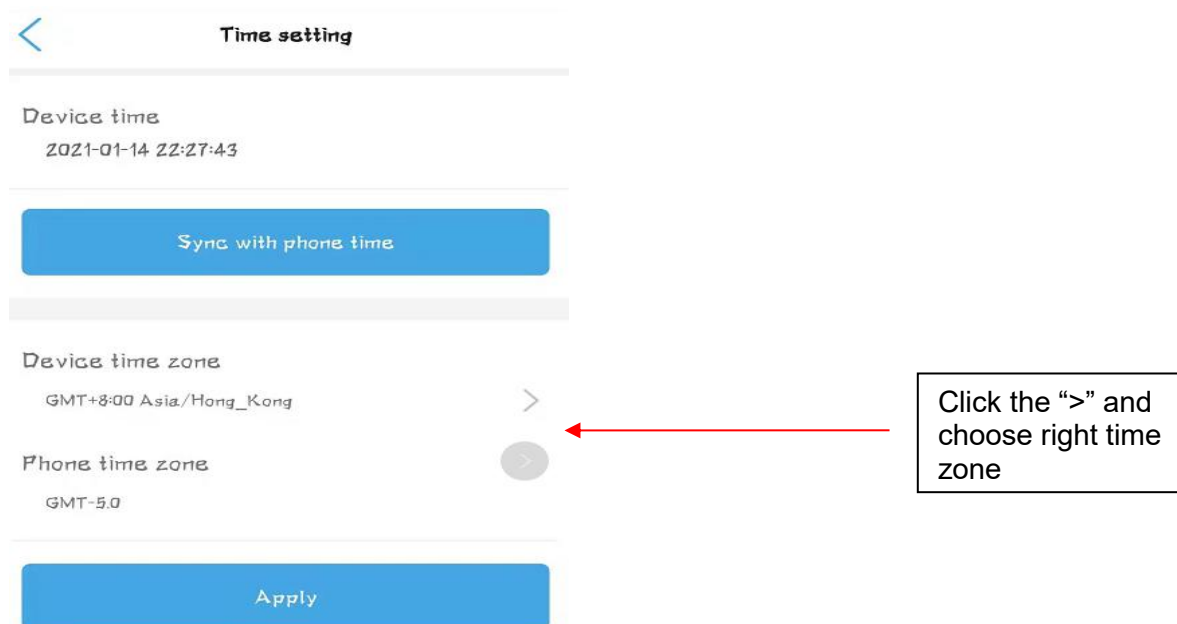 Time setting
Device time
2021-01-14 22:27:43
Sync with phone time
Device time zone
GMT+8:00 Asia/Hong_Kong
>
Click the “>” and
choose right time
zone
Phone time zone
>
GMT-5.0
Apply